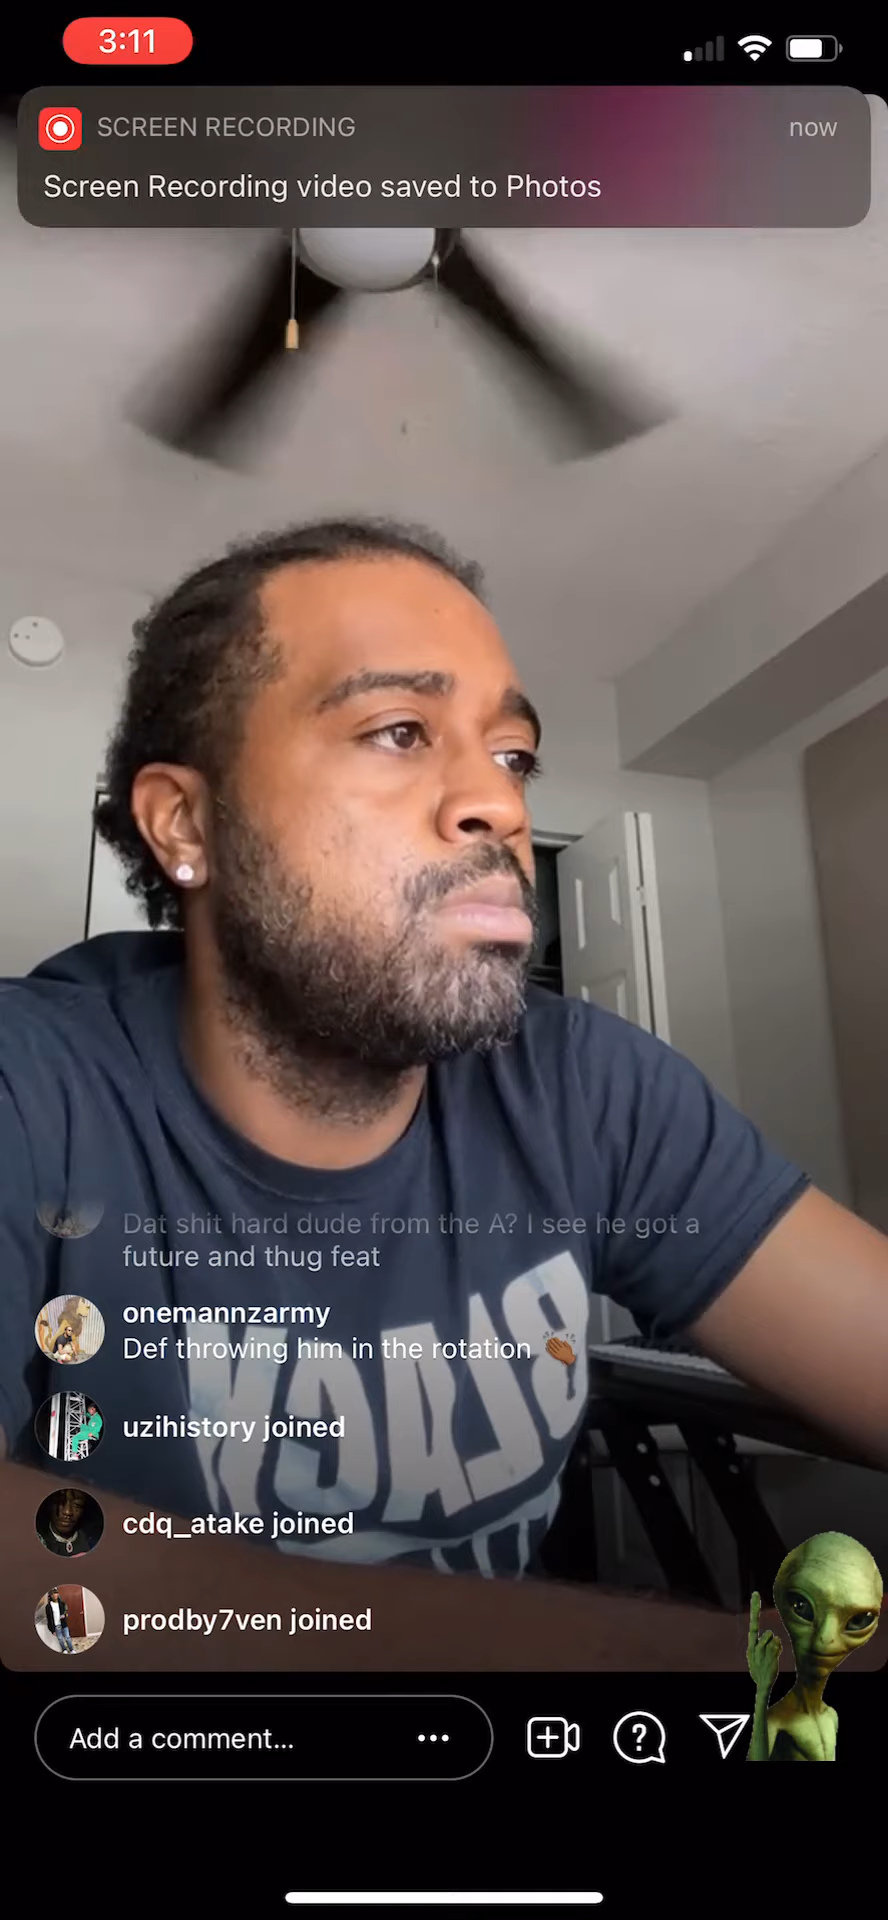 3:11
SCREEN RECORDING
now
Screen Recording video saved to Photos
Dat shit hard dude from the A? I see he got a
future and thug feat
onemannzarmy
Def throwing him in the rotation 👏🏾
uzihistory joined
cdq_atake joined
prodby7ven joined
BLACK
Add a comment...
?